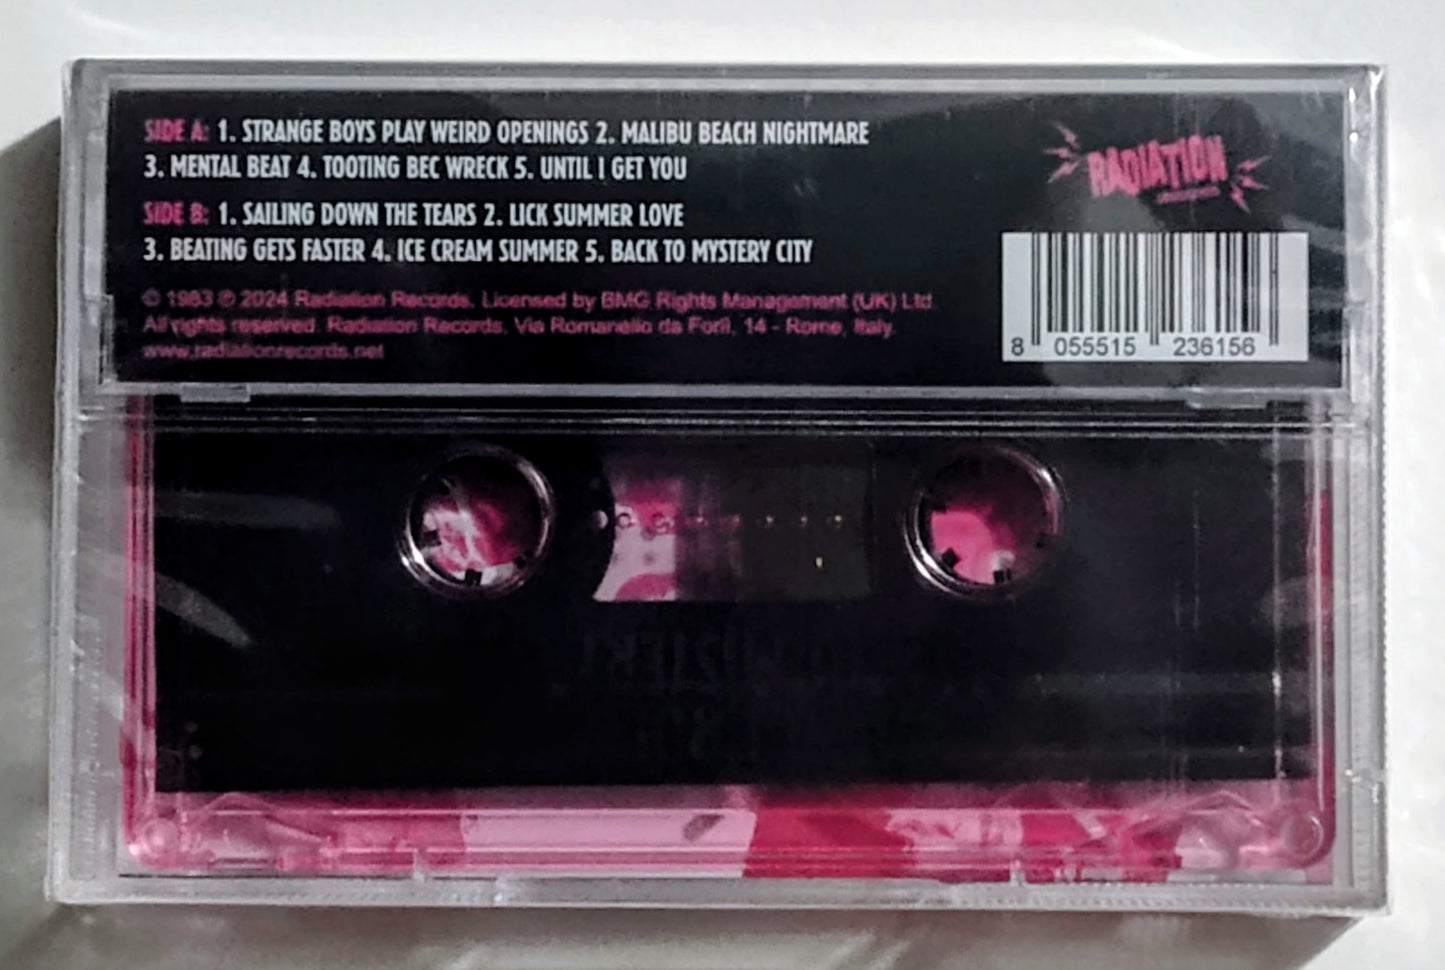 SIDE A: 1. STRANGE BOYS PLAY WEIRD OPENINGS 2. MALIBU BEACH NIGHTMARE
3. MENTAL BEAT 4. TOOTING BEC WRECK 5. UNTIL I GET YOU
SIDE B: 1. SAILING DOWN THE TEARS 2. LICK SUMMER LOVE
3. BEATING GETS FASTER 4. ICE CREAM SUMMER 5. BACK TO MYSTERY CITY
© 1983 ℗ 2024 Radiation Records. Licensed by BMG Rights Management (UK) Ltd.
All rights reserved. Radiation Records, Via Romanello da Forlì, 14 - Rome, Italy.
www.radiationrecords.net
RADIATION
8 055515 236156